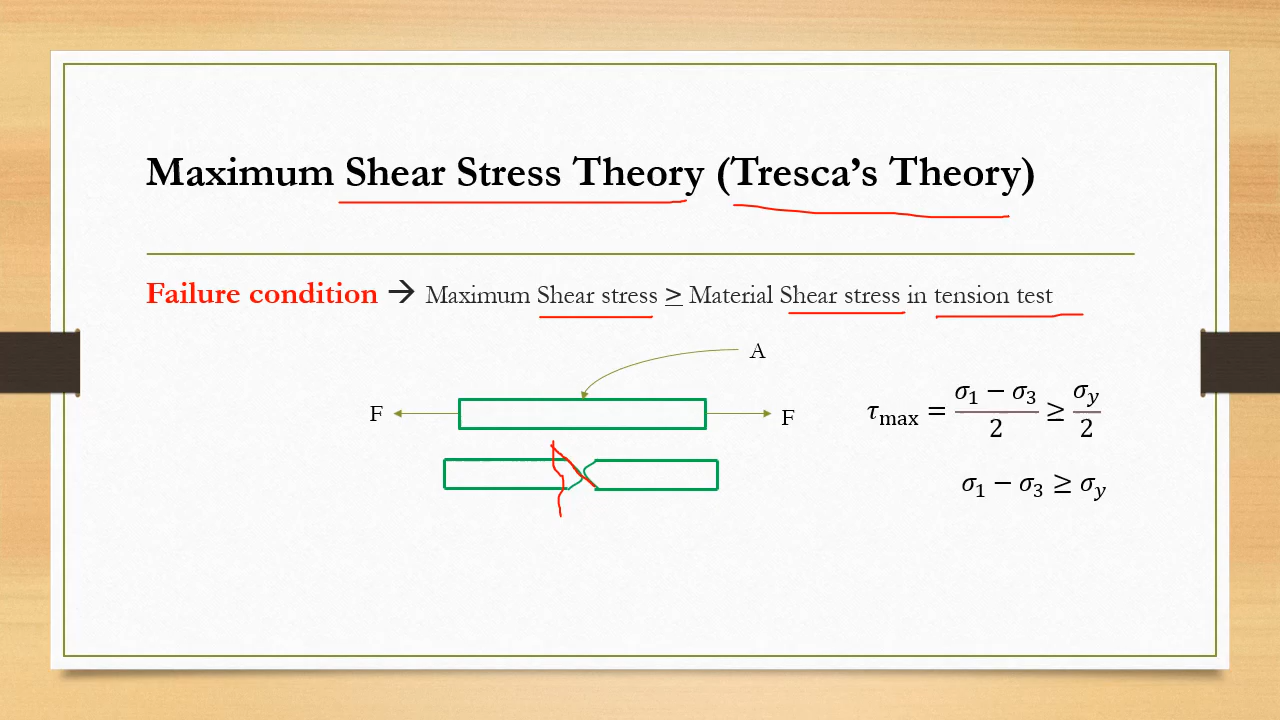 Maximum Shear Stress Theory (Tresca’s Theory)
Failure condition → Maximum Shear stress ≥ Material Shear stress in tension test
A
F
F
τmax = (σ1 − σ3)/2 ≥ σy/2
σ1 − σ3 ≥ σy